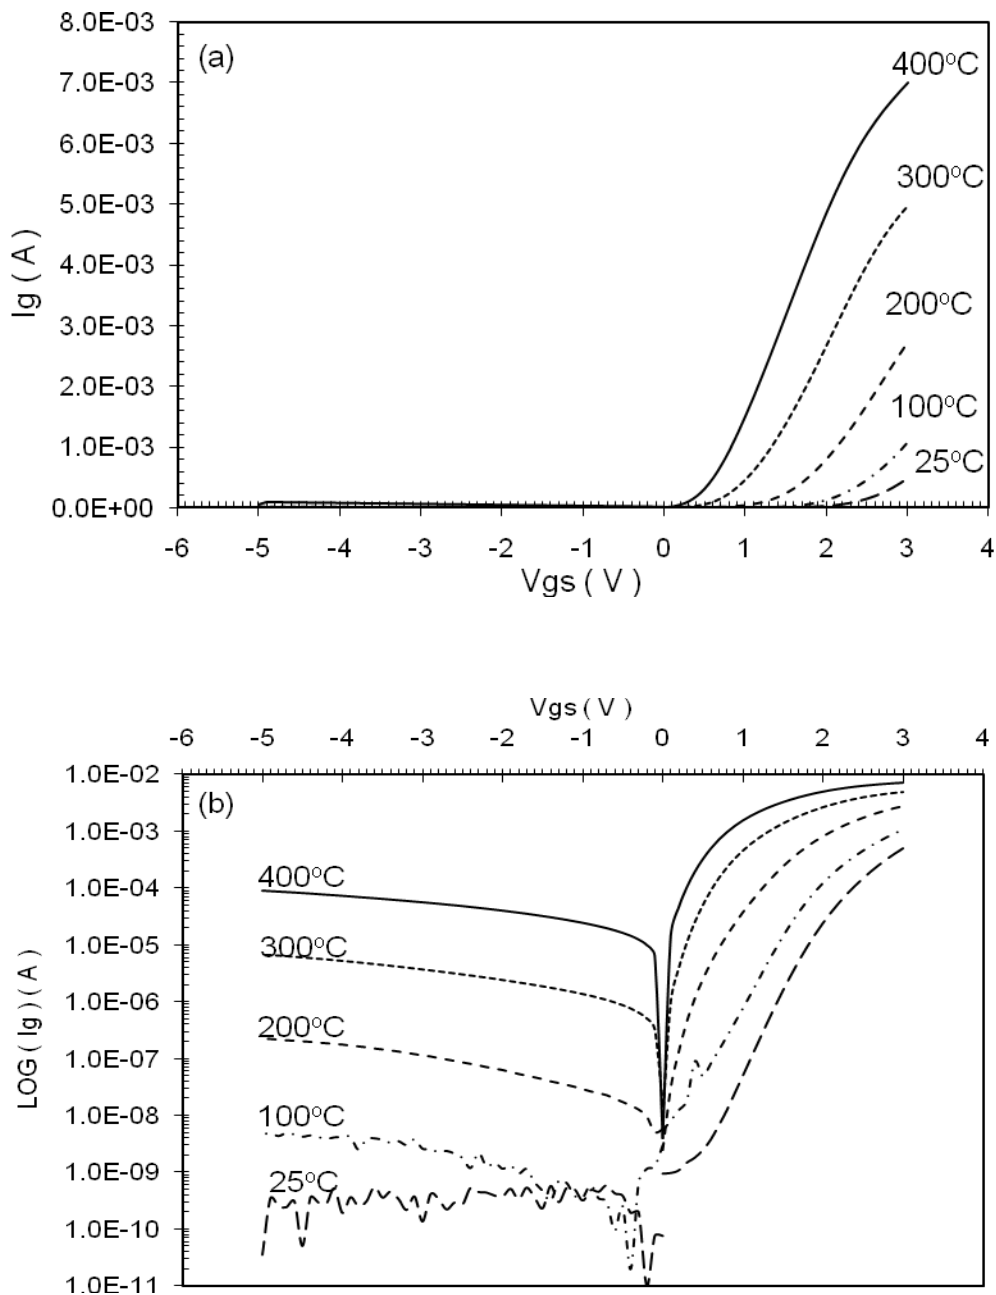 8.0E-03
(a)
400°C
7.0E-03
6.0E-03
300°C
5.0E-03
Ig ( A )
4.0E-03
200°C
3.0E-03
2.0E-03
100°C
1.0E-03
25°C
0.0E+00
-6 -5 -4 -3 -2 -1 0 1 2 3 4
Vgs ( V )
Vgs ( V )
-6 -5 -4 -3 -2 -1 0 1 2 3 4
1.0E-02
(b)
1.0E-03
400°C
1.0E-04
300°C
1.0E-05
1.0E-06
LOG ( Ig ) ( A )
200°C
1.0E-07
100°C
1.0E-08
1.0E-09
25°C
1.0E-10
1.0E-11